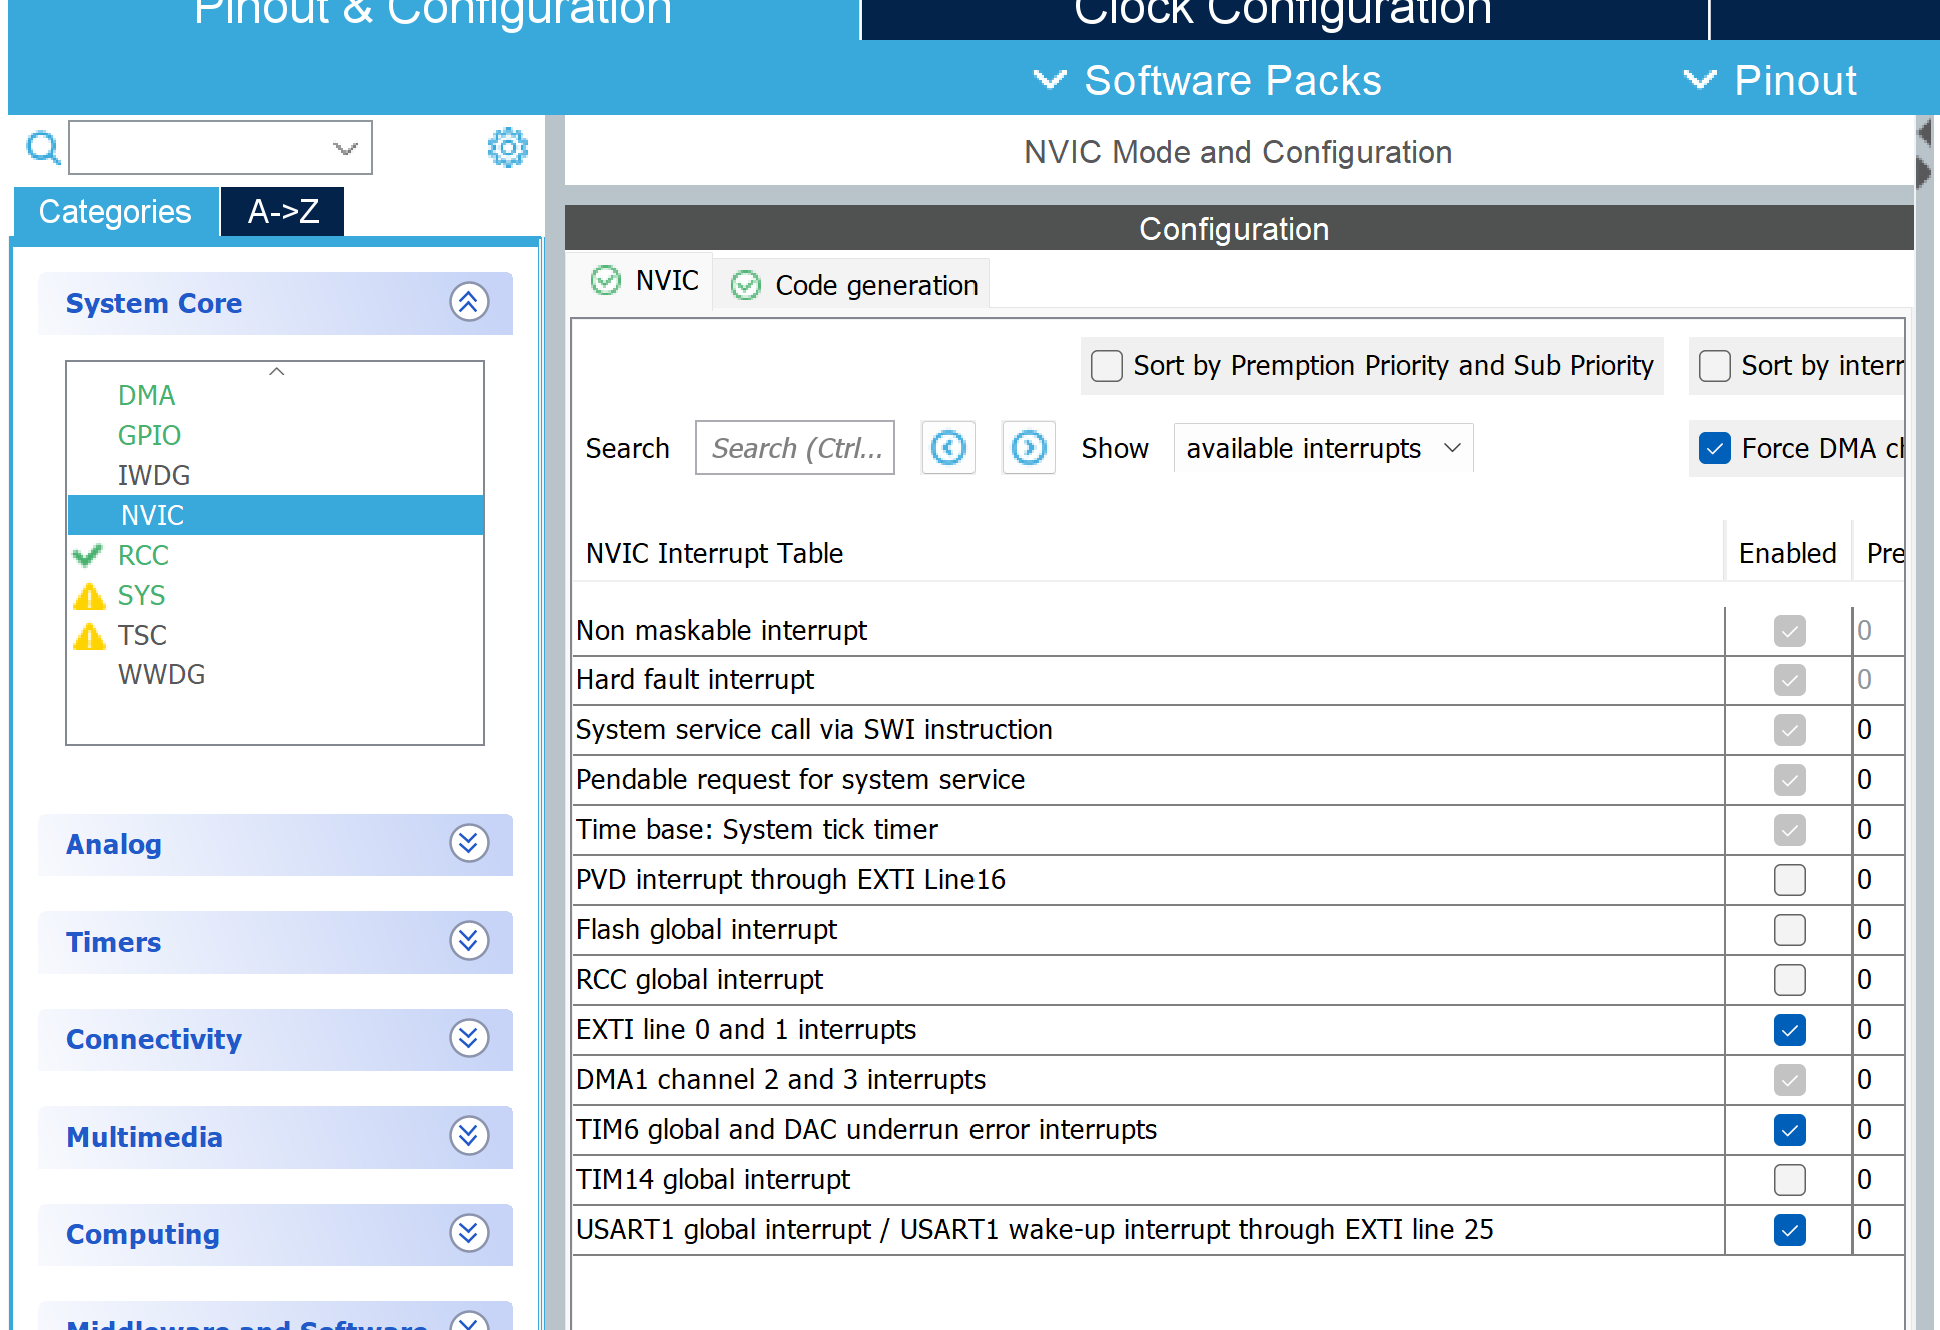 Pinout & Configuration
Clock Configuration
Software Packs
Pinout
NVIC Mode and Configuration
Categories
A->Z
Configuration
NVIC
Code generation
System Core
DMA
GPIO
IWDG
NVIC
RCC
SYS
TSC
WWDG
Analog
Timers
Connectivity
Multimedia
Computing
Middleware and Software
Sort by Premption Priority and Sub Priority
Sort by interr
Search
Search (Ctrl...
Show
available interrupts
Force DMA ch
NVIC Interrupt Table
Enabled
Pre
Non maskable interrupt
0
Hard fault interrupt
0
System service call via SWI instruction
0
Pendable request for system service
0
Time base: System tick timer
0
PVD interrupt through EXTI Line16
0
Flash global interrupt
0
RCC global interrupt
0
EXTI line 0 and 1 interrupts
0
DMA1 channel 2 and 3 interrupts
0
TIM6 global and DAC underrun error interrupts
0
TIM14 global interrupt
0
USART1 global interrupt / USART1 wake-up interrupt through EXTI line 25
0